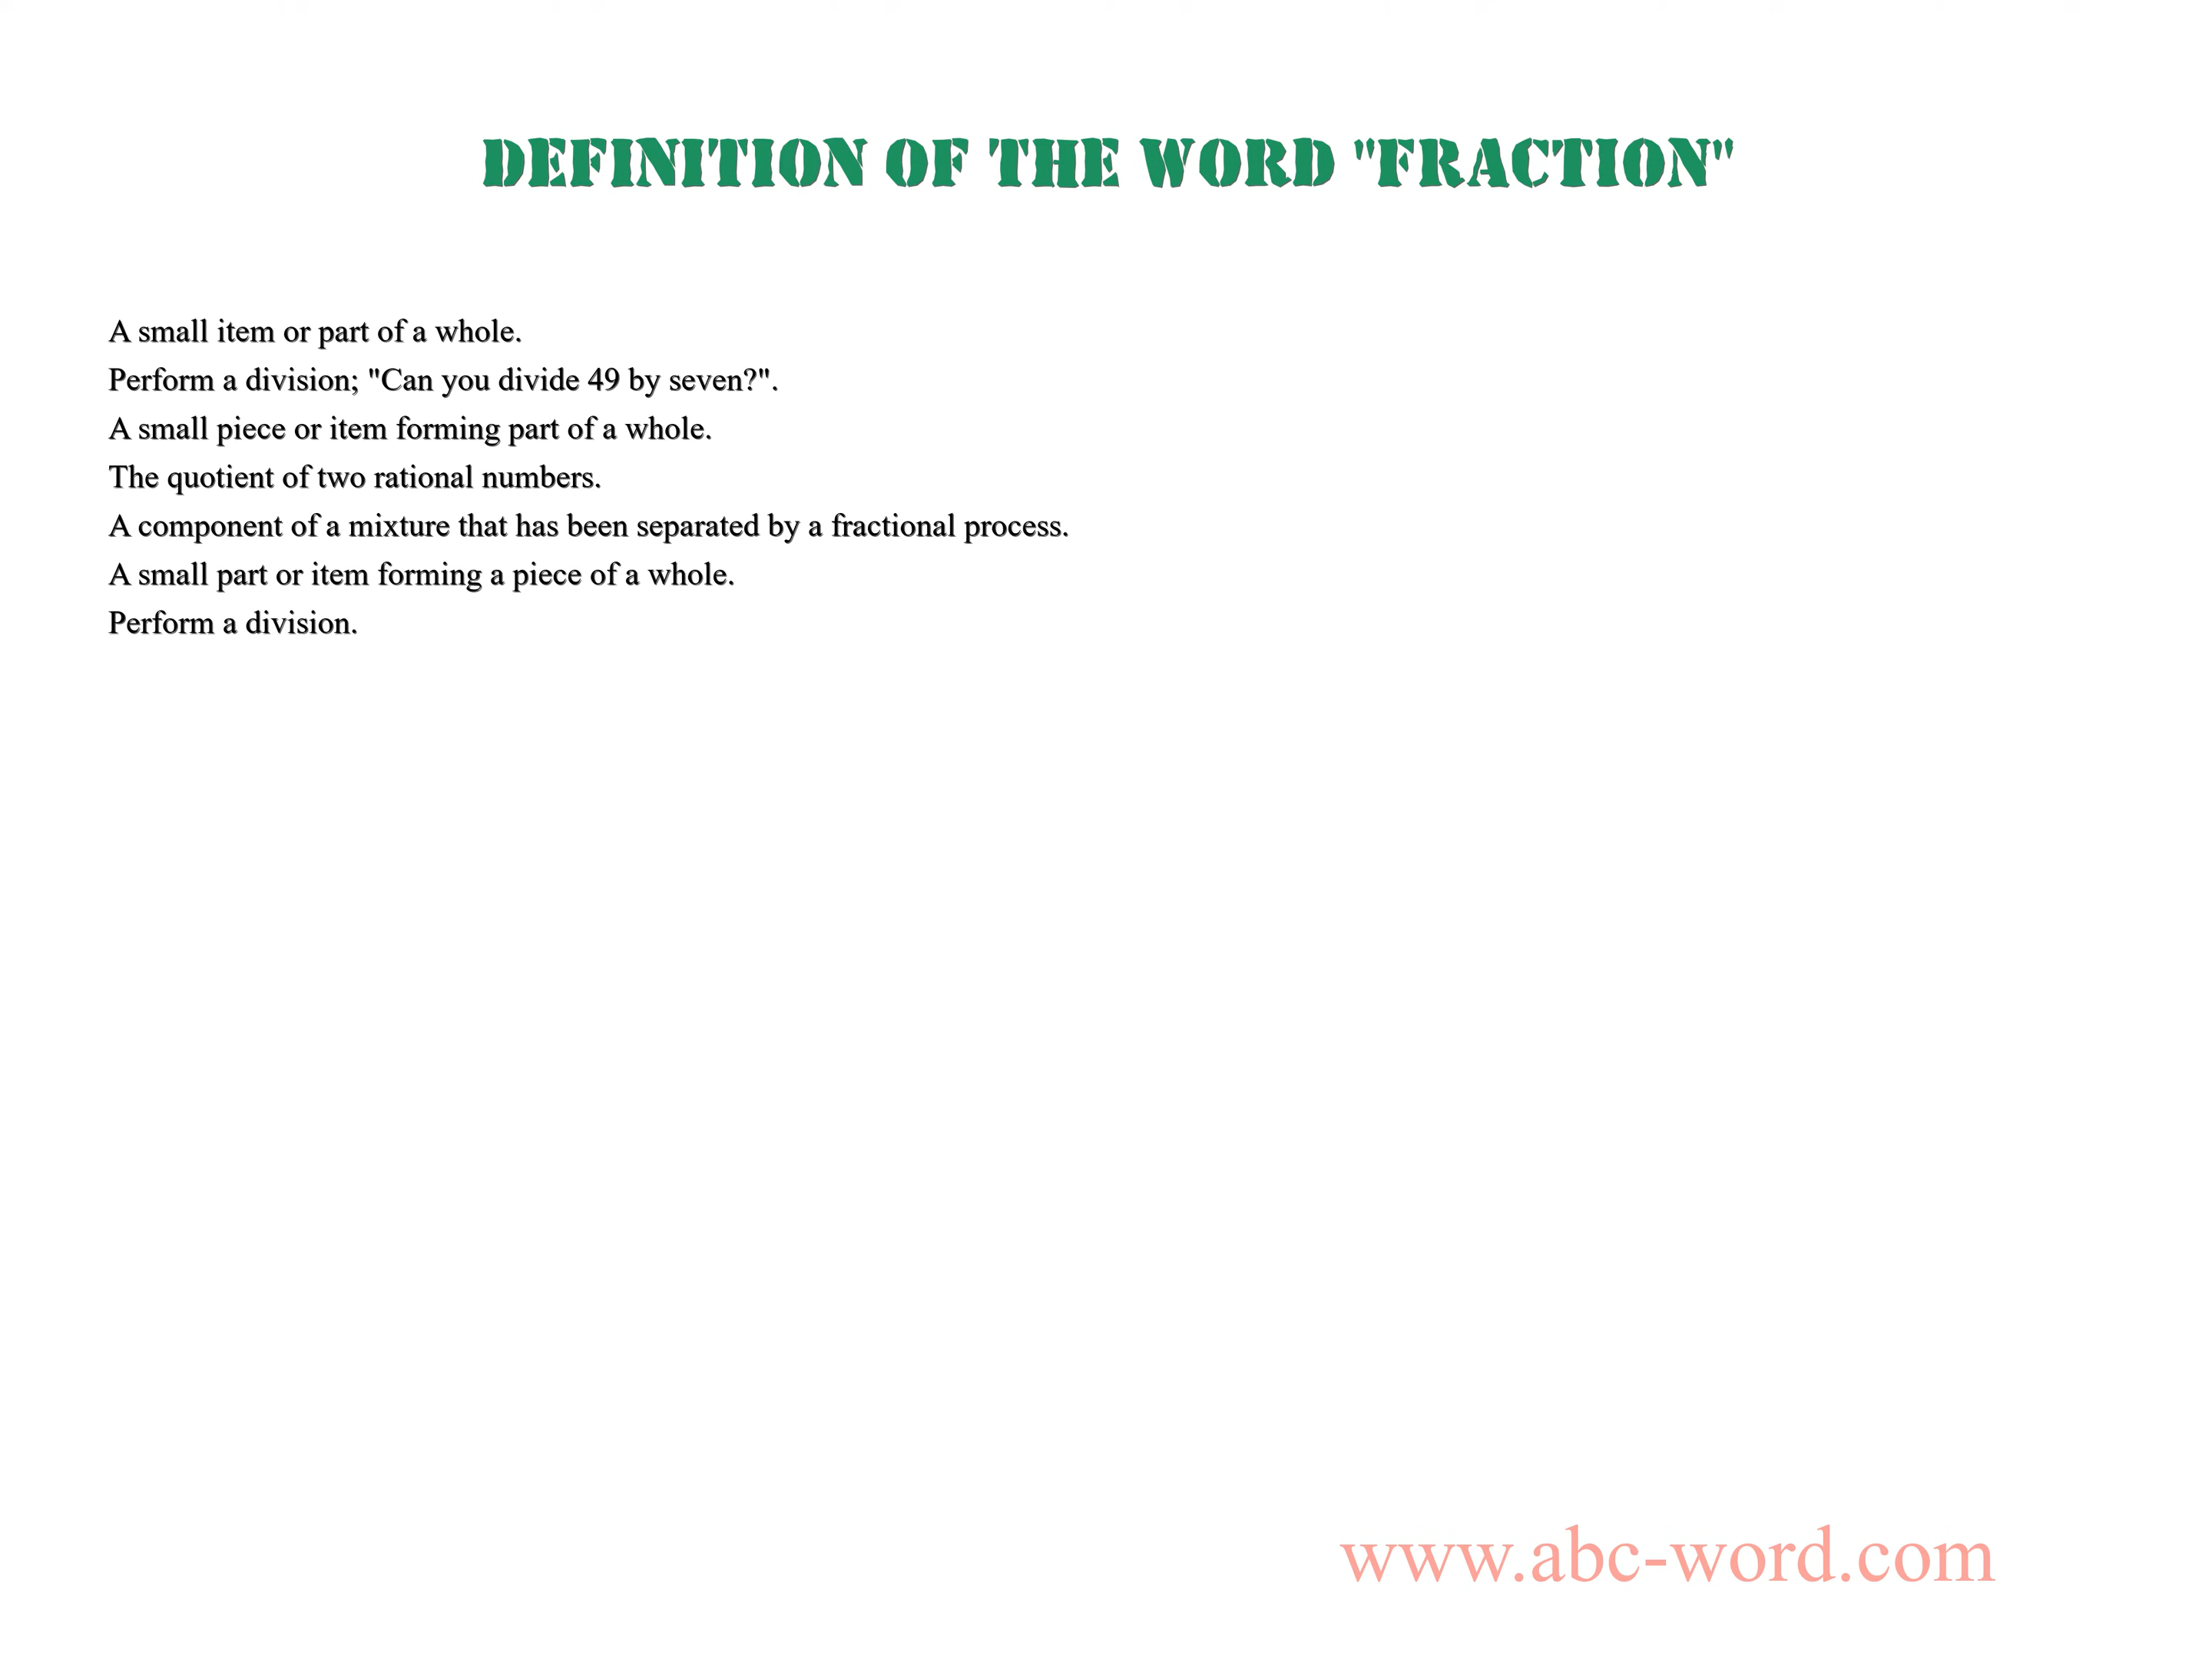 DEFINITION OF THE WORD "FRACTION"
A small item or part of a whole.
Perform a division; "Can you divide 49 by seven?".
A small piece or item forming part of a whole.
The quotient of two rational numbers.
A component of a mixture that has been separated by a fractional process.
A small part or item forming a piece of a whole.
Perform a division.
www.abc-word.com